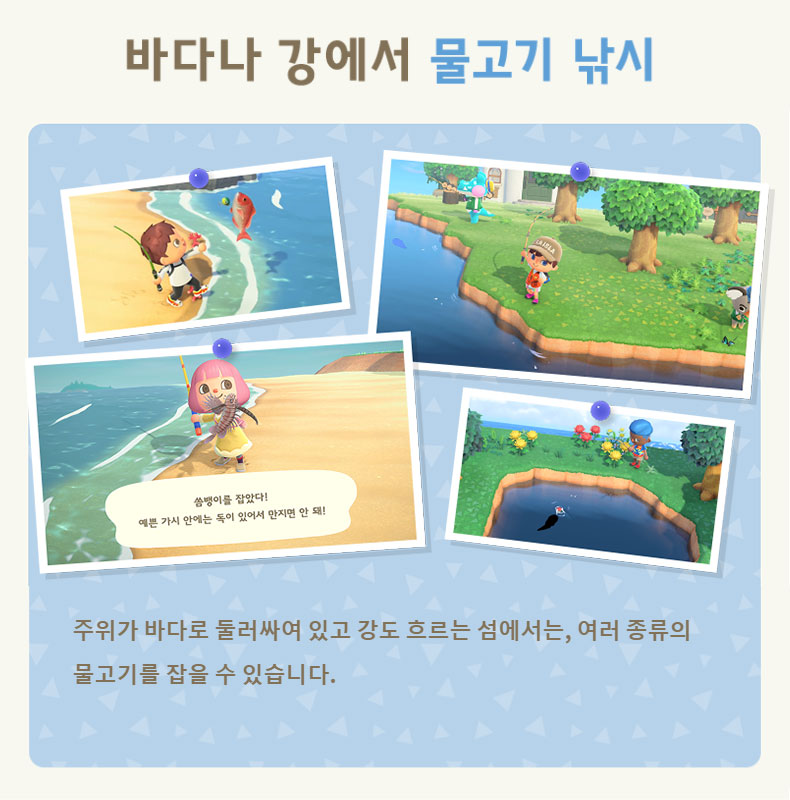 바다나 강에서 물고기 낚시
LA IOLA
쏨뱅이를 잡았다!
예쁜 가시 안에는 독이 있어서 만지면 안 돼!
주위가 바다로 둘러싸여 있고 강도 흐르는 섬에서는, 여러 종류의
물고기를 잡을 수 있습니다.